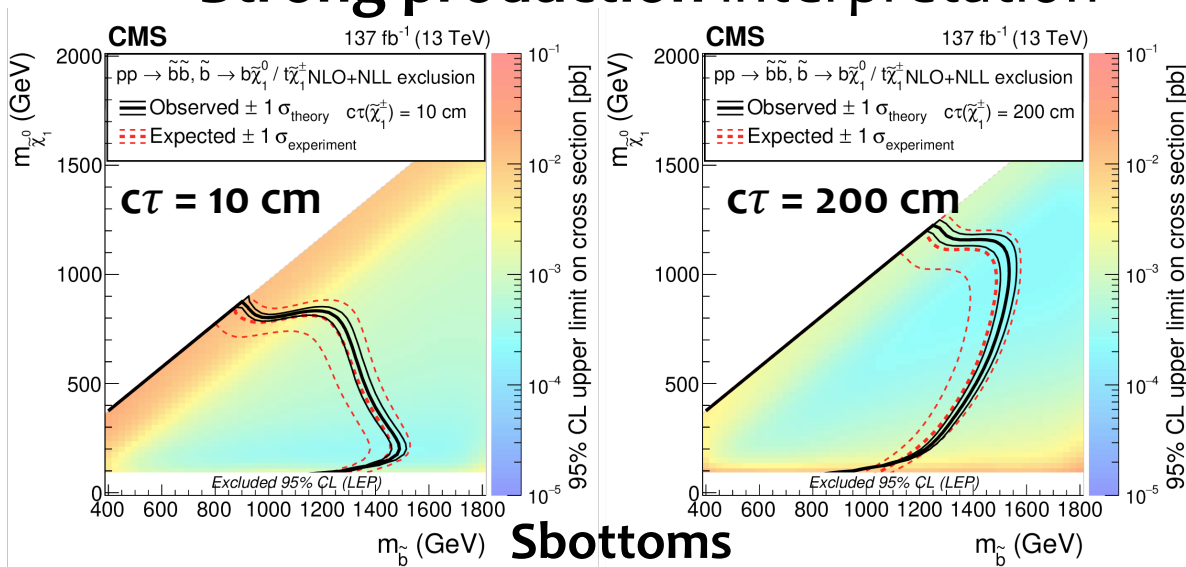 Strong production interpretation
CMS 137 fb⁻¹ (13 TeV)
pp → b̃b̃, b̃ → bχ̃₁⁰ / tχ̃₁± NLO+NLL exclusion
Observed ± 1 σtheory cτ(χ̃₁±) = 10 cm
Expected ± 1 σexperiment
cτ = 10 cm
Excluded 95% CL (LEP)
mχ̃₁⁰ (GeV)
2000
1500
1000
500
0
400 600 800 1000 1200 1400 1600 1800
mb̃ (GeV)
95% CL upper limit on cross section [pb]
10⁻¹
10⁻²
10⁻³
10⁻⁴
10⁻⁵
CMS 137 fb⁻¹ (13 TeV)
pp → b̃b̃, b̃ → bχ̃₁⁰ / tχ̃₁± NLO+NLL exclusion
Observed ± 1 σtheory cτ(χ̃₁±) = 200 cm
Expected ± 1 σexperiment
cτ = 200 cm
Excluded 95% CL (LEP)
mχ̃₁⁰ (GeV)
2000
1500
1000
500
0
400 600 800 1000 1200 1400 1600 1800
mb̃ (GeV)
95% CL upper limit on cross section [pb]
10⁻¹
10⁻²
10⁻³
10⁻⁴
10⁻⁵
Sbottoms